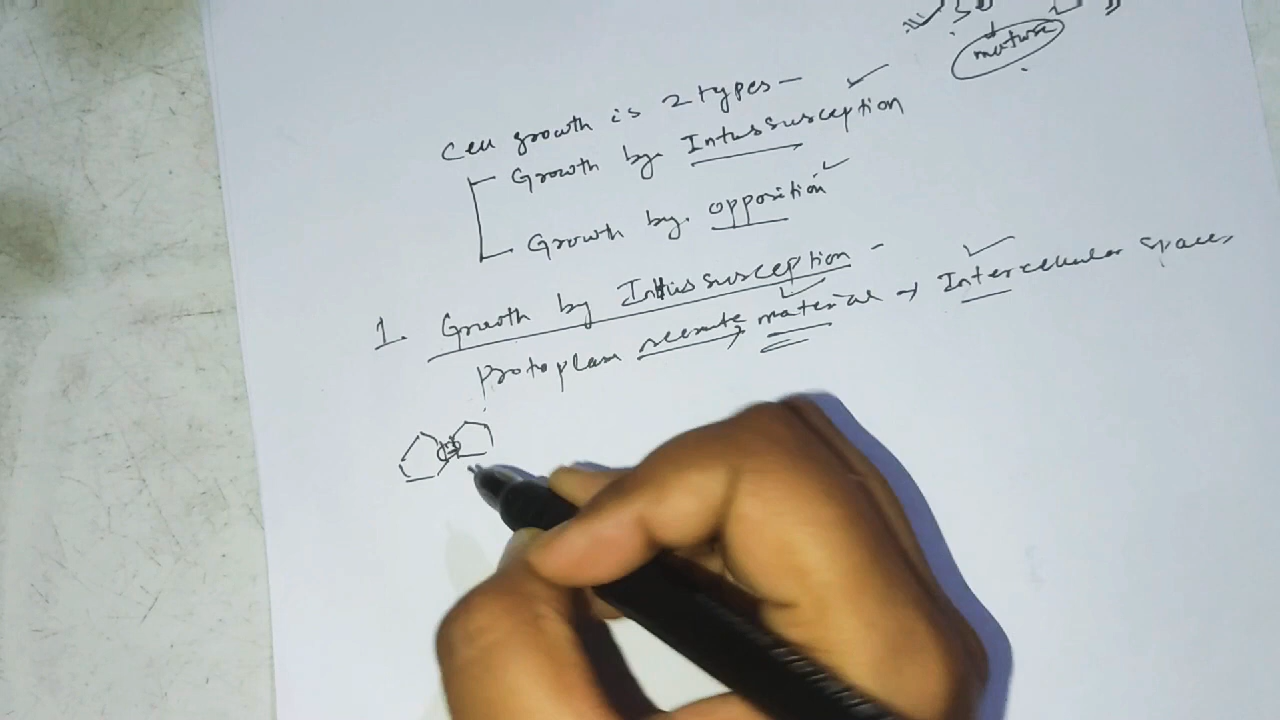 mature
Cell growth is 2 types -
Growth by. Intussusception
Growth by. opposition
1. Growth by Intussusception -
Protoplasm secrete → material → Intercellular spaces